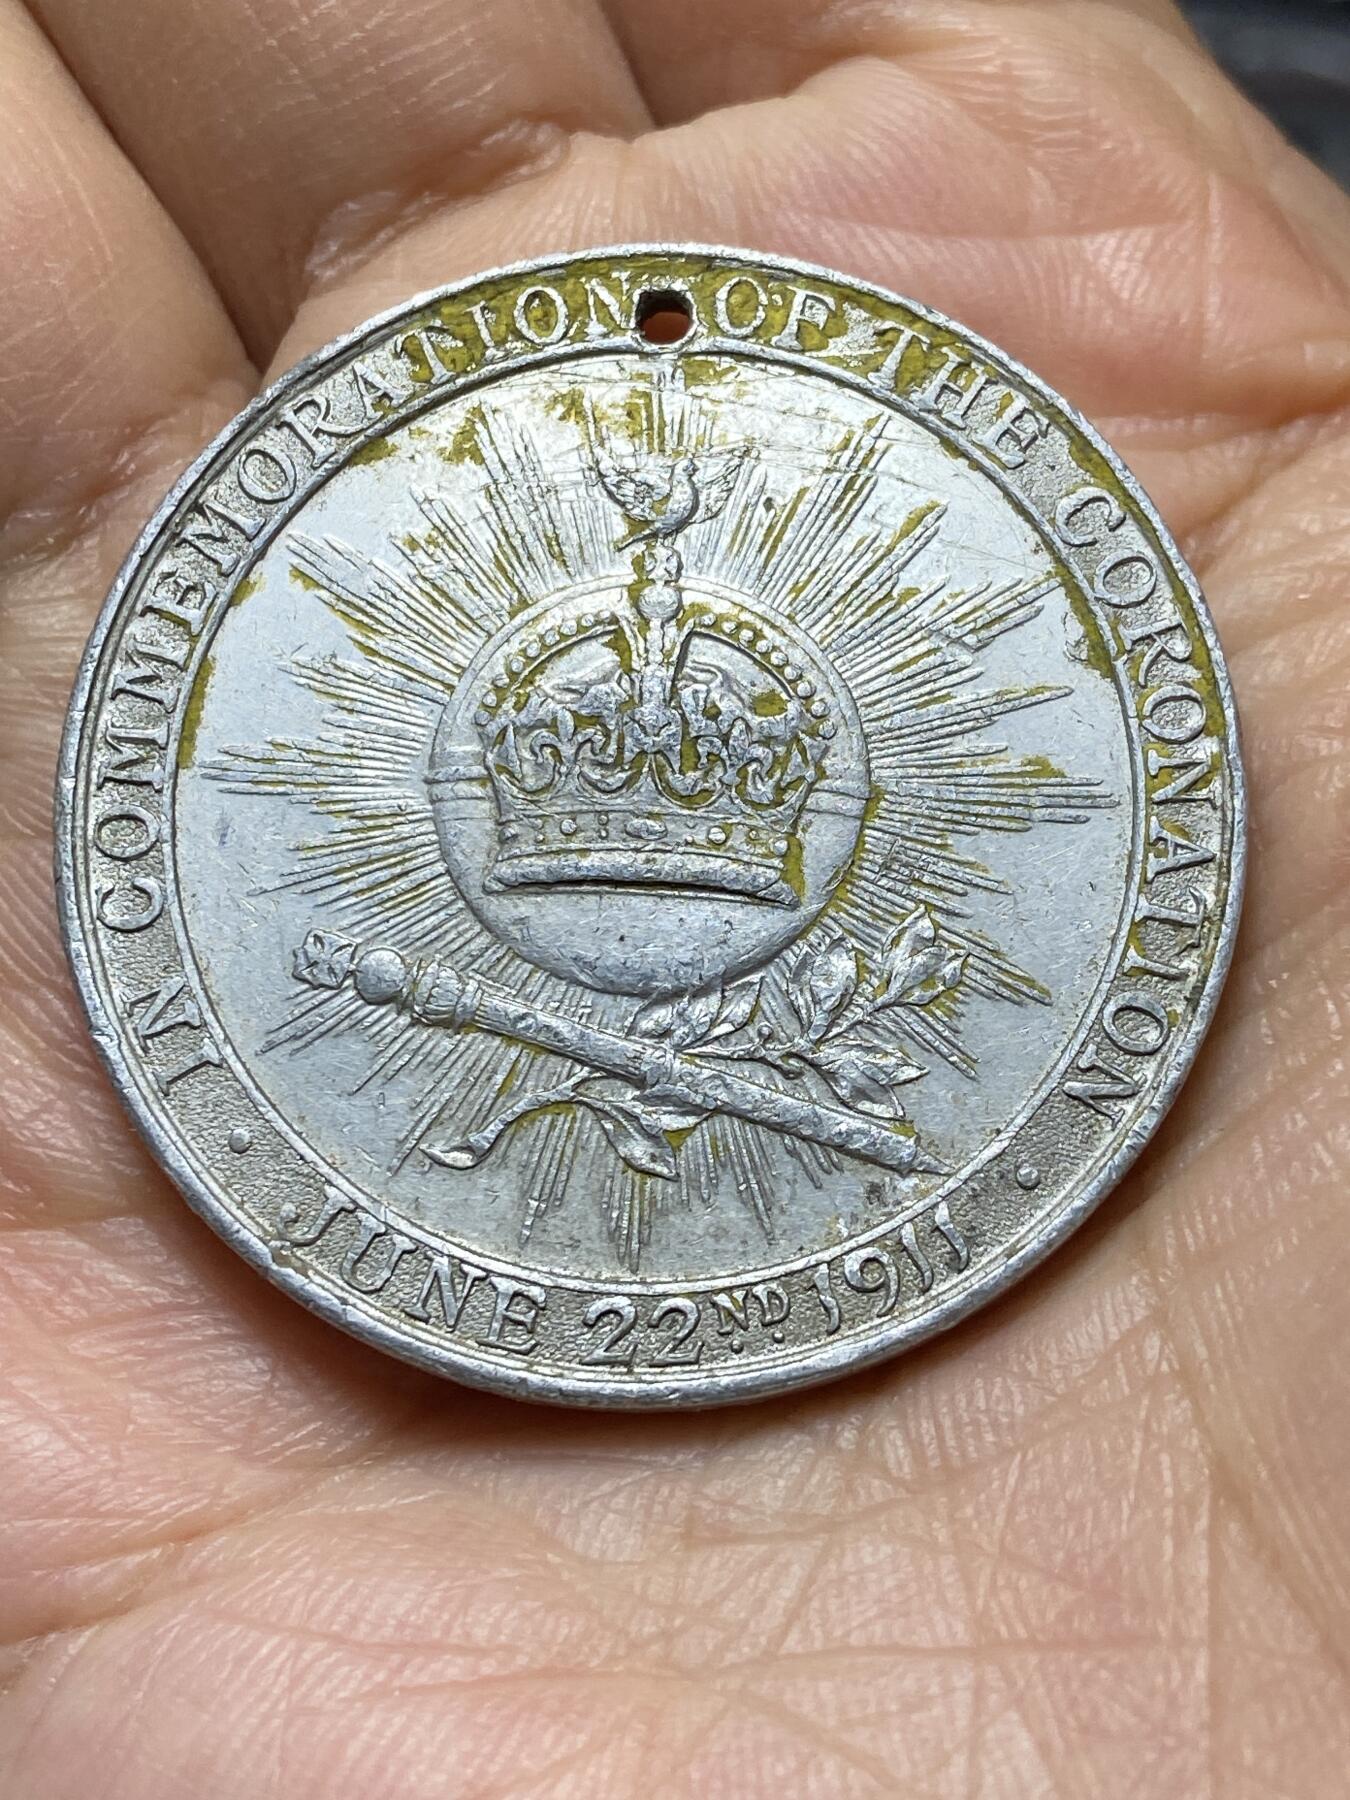 IN COMMEMORATION OF THE CORONATION
· JUNE 22ND 1911 ·